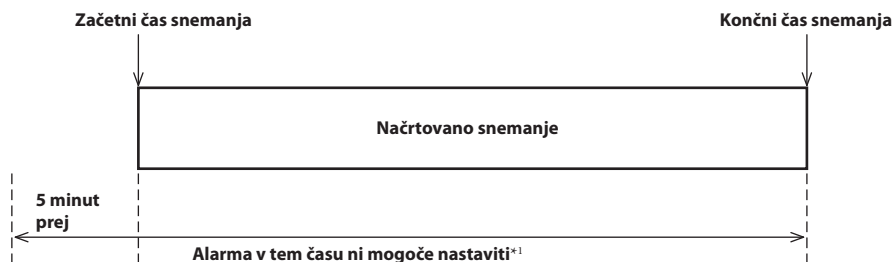 Začetni čas snemanja
Končni čas snemanja
Načrtovano snemanje
5 minut
prej
Alarma v tem času ni mogoče nastaviti*1